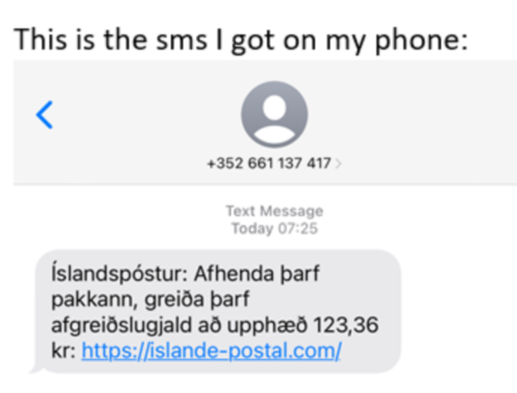 This is the sms I got on my phone:
+352 661 137 417
Text Message
Today 07:25
Íslandspóstur: Afhenda þarf
pakkann, greiða þarf
afgreiðslugjald að upphæð 123,36
kr: https://islande-postal.com/